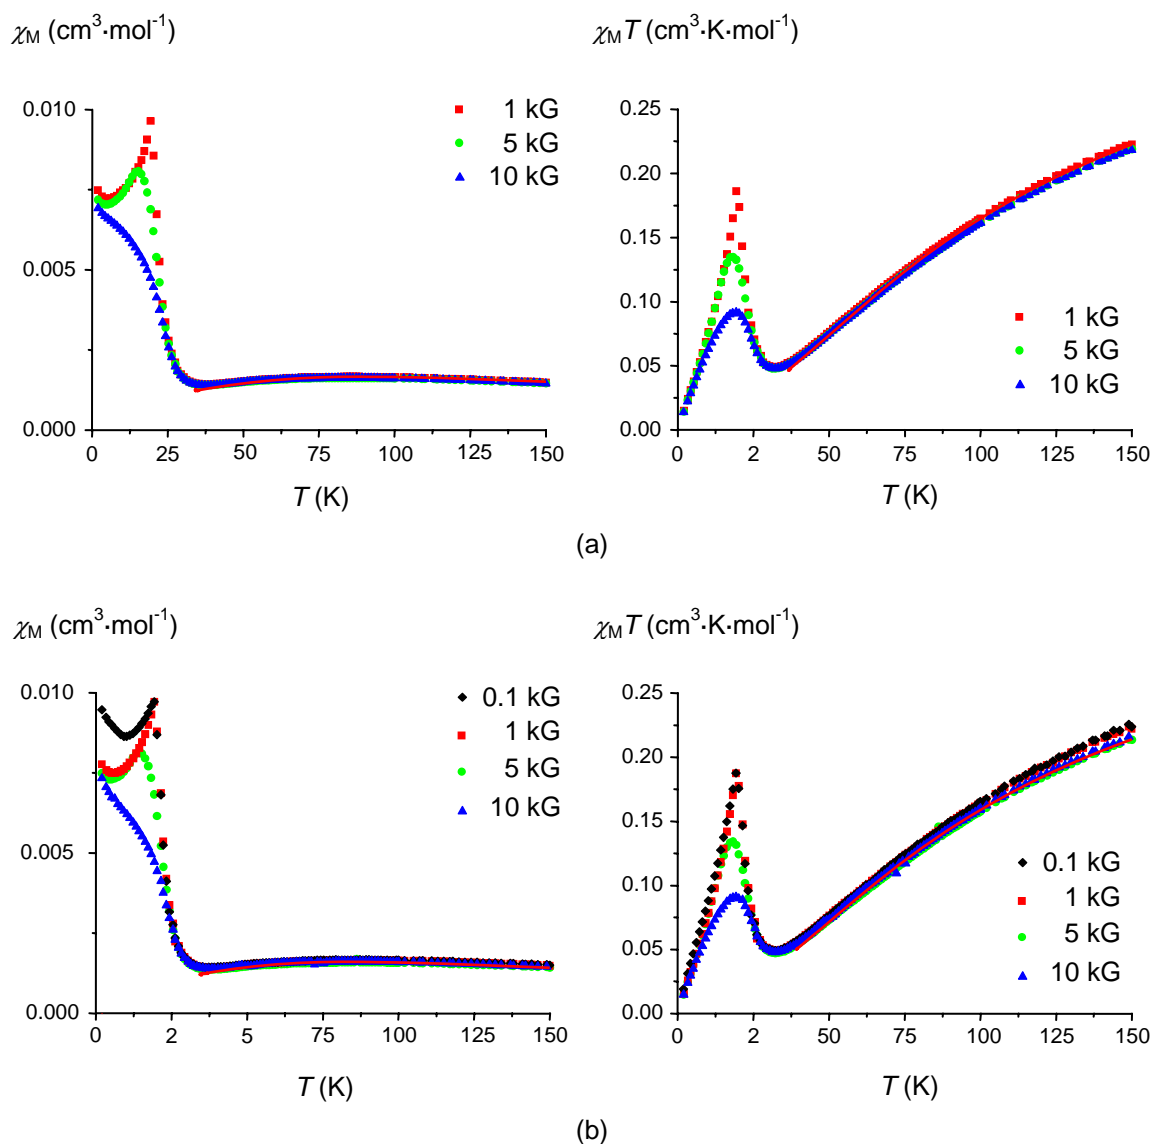 χM (cm³·mol⁻¹)
χMT (cm³·K·mol⁻¹)
0.010
0.005
0.000
1 kG
5 kG
10 kG
0 25 50 75 100 125 150
T (K)
0.25
0.20
0.15
0.10
0.05
0.00
1 kG
5 kG
10 kG
0 2 50 75 100 125 150
T (K)
(a)
χM (cm³·mol⁻¹)
χMT (cm³·K·mol⁻¹)
0.010
0.005
0.000
0.1 kG
1 kG
5 kG
10 kG
0 2 50 75 100 125 150
T (K)
0.25
0.20
0.15
0.10
0.05
0.00
0.1 kG
1 kG
5 kG
10 kG
0 2 50 75 100 125 150
T (K)
(b)